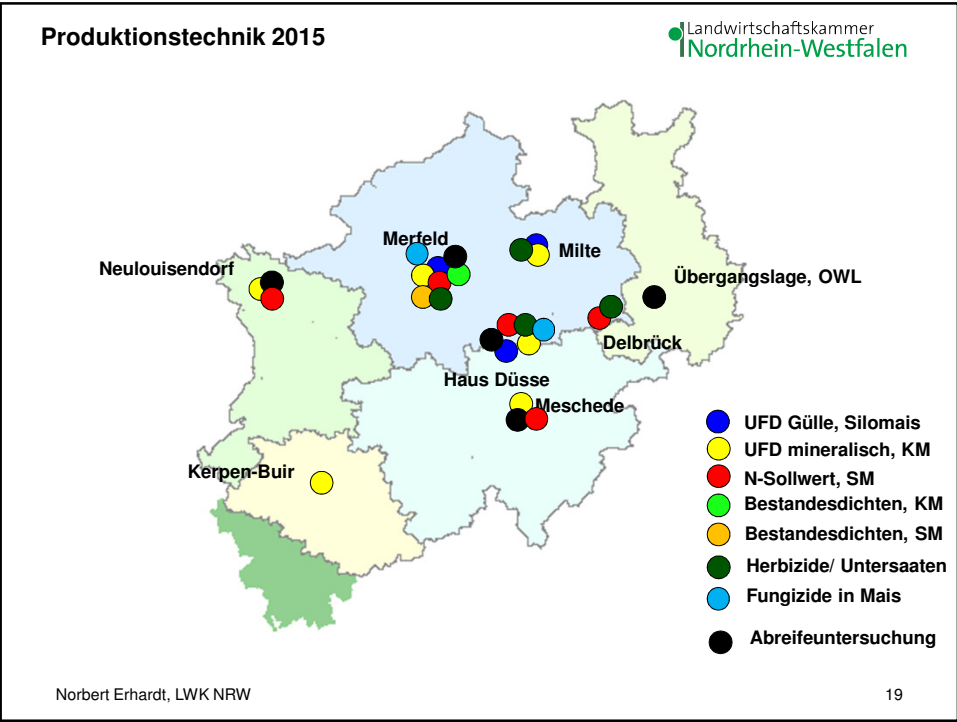 Produktionstechnik 2015
Landwirtschaftskammer
Nordrhein-Westfalen
Merfeld
Milte
Neulouisendorf
Übergangslage, OWL
Delbrück
Haus Düsse
Meschede
Kerpen-Buir
UFD Gülle, Silomais
UFD mineralisch, KM
N-Sollwert, SM
Bestandesdichten, KM
Bestandesdichten, SM
Herbizide/ Untersaaten
Fungizide in Mais
Abreifeuntersuchung
Norbert Erhardt, LWK NRW
19